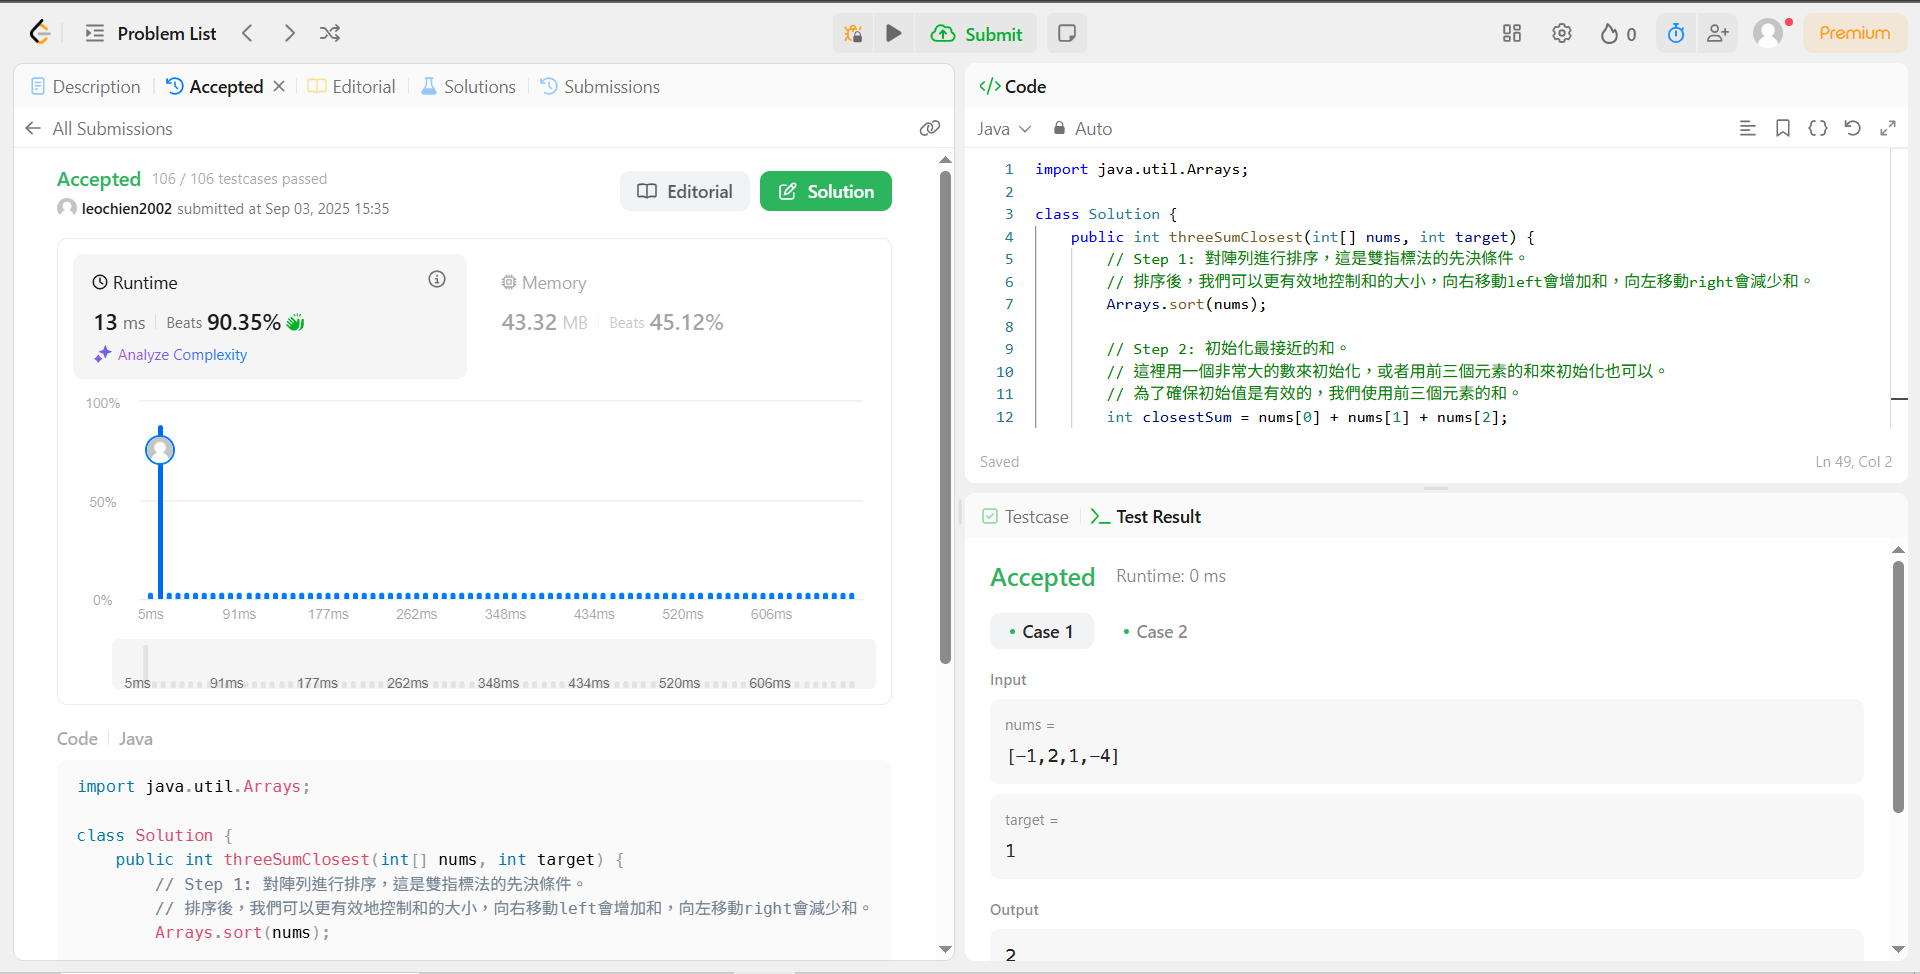 Problem List
Submit
0
Premium
Description
Accepted
Editorial
Solutions
Submissions
All Submissions
Accepted 106 / 106 testcases passed
leochien2002 submitted at Sep 03, 2025 15:35
Editorial
Solution
Runtime
13 ms Beats 90.35%
Analyze Complexity
Memory
43.32 MB Beats 45.12%
100%
50%
0%
5ms 91ms 177ms 262ms 348ms 434ms 520ms 606ms
5ms 91ms 177ms 262ms 348ms 434ms 520ms 606ms
Code Java
import java.util.Arrays;
class Solution {
public int threeSumClosest(int[] nums, int target) {
// Step 1: 對陣列進行排序，這是雙指標法的先決條件。
// 排序後，我們可以更有效地控制和的大小，向右移動left會增加和，向左移動right會減少和。
Arrays.sort(nums);
Code
Java Auto
1 import java.util.Arrays;
2
3 class Solution {
4 public int threeSumClosest(int[] nums, int target) {
5 // Step 1: 對陣列進行排序，這是雙指標法的先決條件。
6 // 排序後，我們可以更有效地控制和的大小，向右移動left會增加和，向左移動right會減少和。
7 Arrays.sort(nums);
8
9 // Step 2: 初始化最接近的和。
10 // 這裡用一個非常大的數來初始化，或者用前三個元素的和來初始化也可以。
11 // 為了確保初始值是有效的，我們使用前三個元素的和。
12 int closestSum = nums[0] + nums[1] + nums[2];
Saved
Ln 49, Col 2
Testcase
Test Result
Accepted Runtime: 0 ms
Case 1
Case 2
Input
nums =
[-1,2,1,-4]
target =
1
Output
2